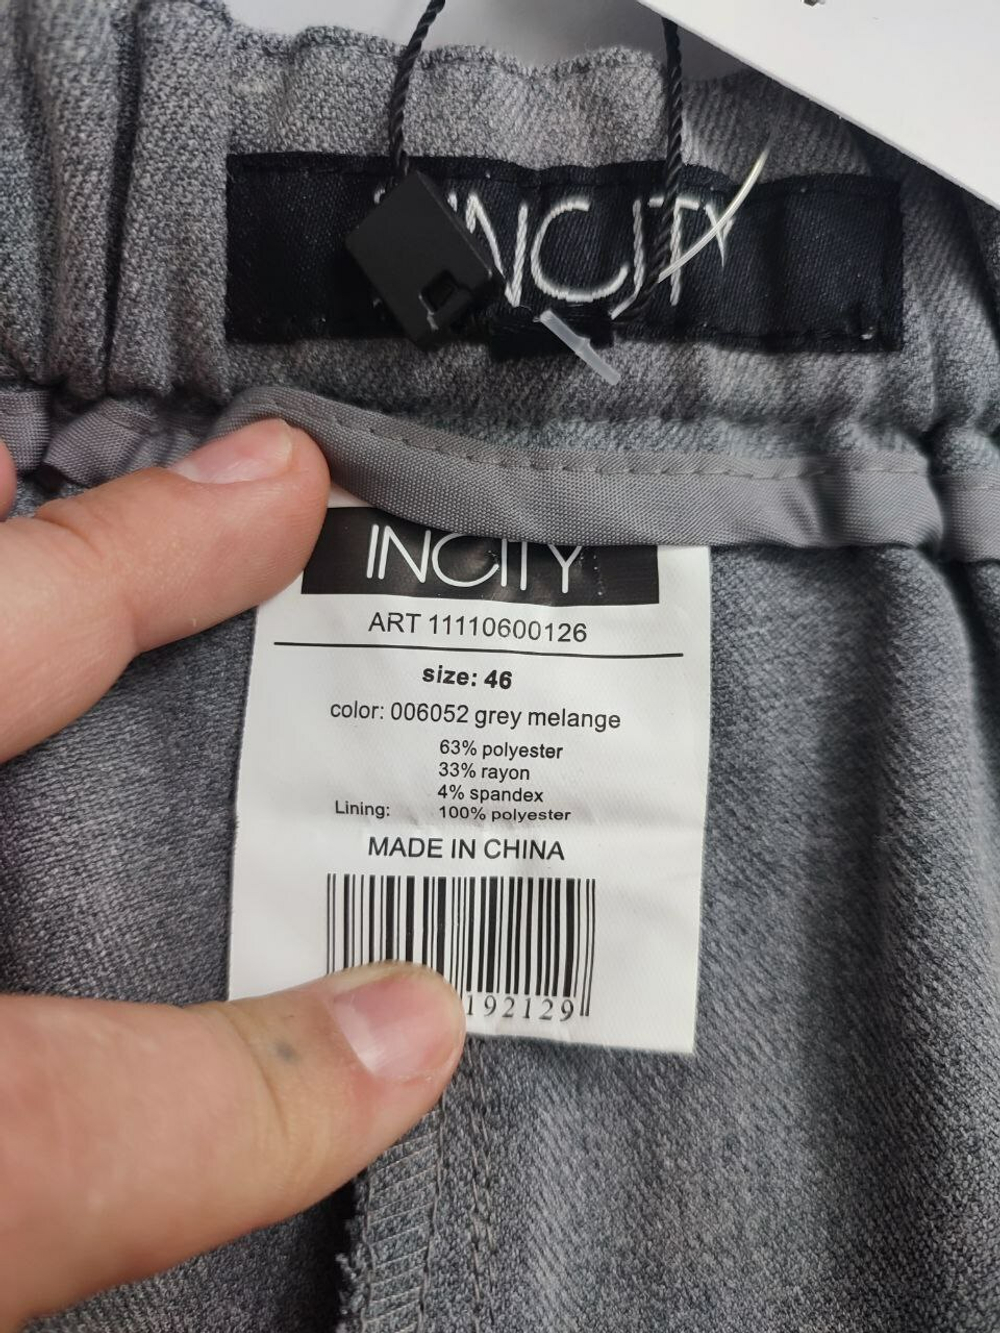 INCITY
INCITY
ART 11110600126
size: 46
color: 006052 grey melange
63% polyester
33% rayon
4% spandex
Lining: 100% polyester
MADE IN CHINA
192129